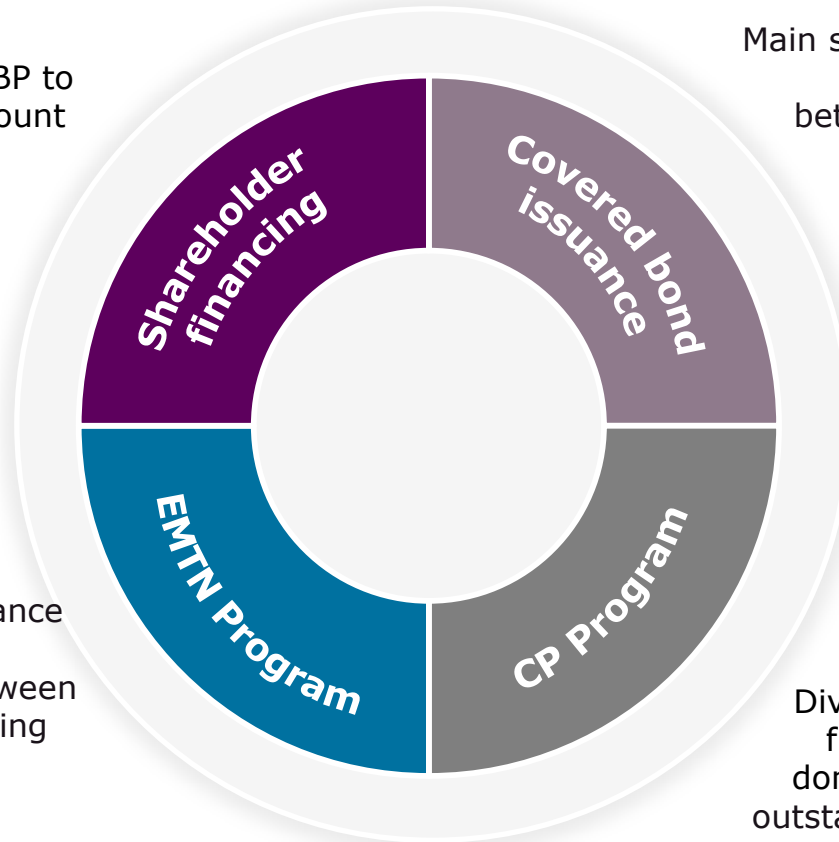 BP to
ount
Main s
bet
Shareholder
financing
Covered bond
issuance
EMTN Program
CP Program
ance
ween
ing
Div
f
outsta